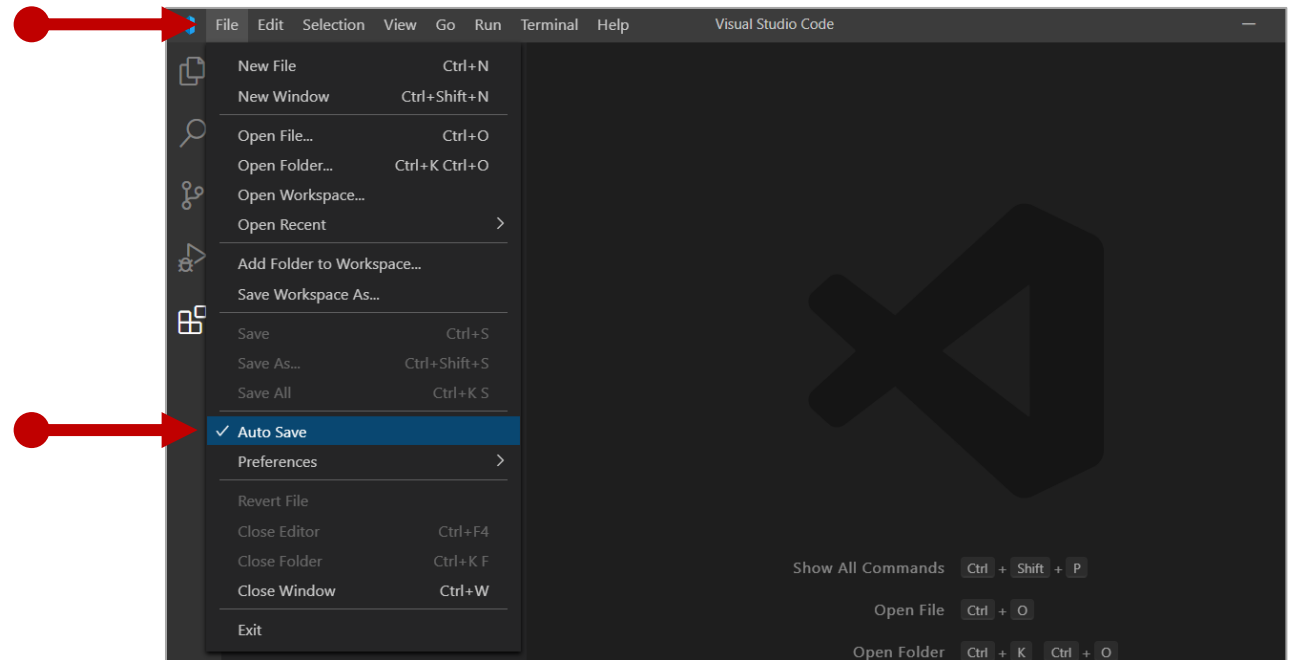 File Edit Selection View Go Run Terminal Help Visual Studio Code
New File Ctrl+N
New Window Ctrl+Shift+N
Open File... Ctrl+O
Open Folder... Ctrl+K Ctrl+O
Open Workspace...
Open Recent
Add Folder to Workspace...
Save Workspace As...
Save Ctrl+S
Save As... Ctrl+Shift+S
Save All Ctrl+K S
Auto Save
Preferences
Revert File
Close Editor Ctrl+F4
Close Folder Ctrl+K F
Close Window Ctrl+W
Exit
Show All Commands Ctrl + Shift + P
Open File Ctrl + O
Open Folder Ctrl + K Ctrl + O